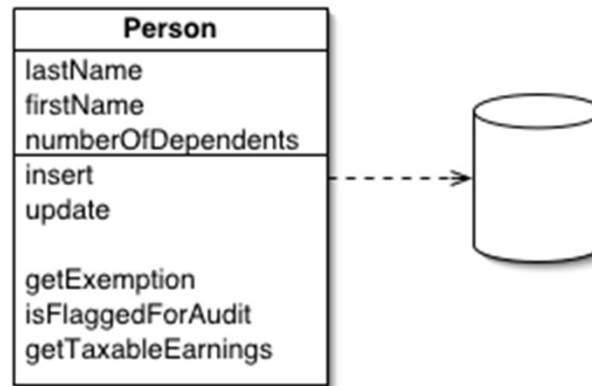 Person
lastName
firstName
numberOfDependents
insert
update
getExemption
isFlaggedForAudit
getTaxableEarnings